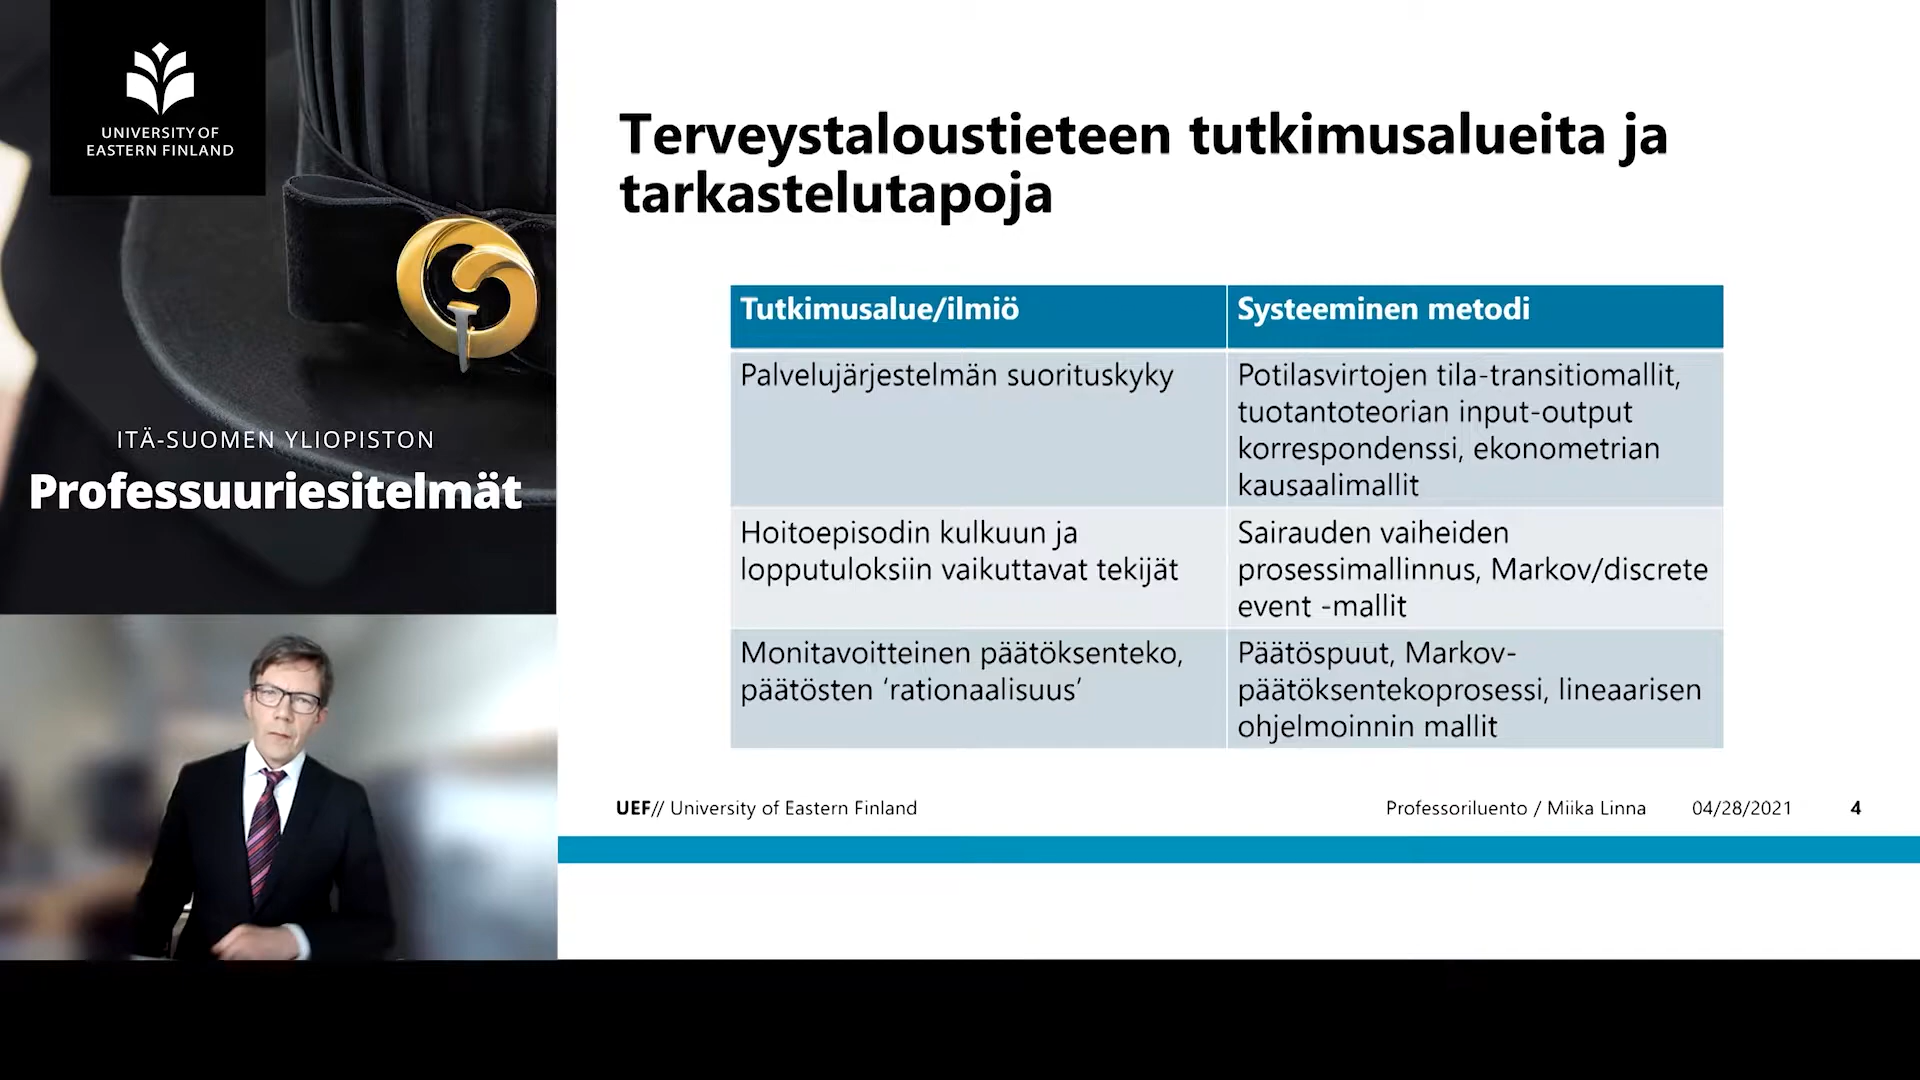 UNIVERSITY OF
EASTERN FINLAND
ITÄ-SUOMEN YLIOPISTON
Professuuriesitelmät
Terveystaloustieteen tutkimusalueita ja
tarkastelutapoja
Tutkimusalue/ilmiö
Systeeminen metodi
Palvelujärjestelmän suorituskyky
Potilasvirtojen tila-transitiomallit,
tuotantoteorian input-output
korrespondenssi, ekonometrian
kausaalimallit
Hoitoepisodin kulkuun ja
lopputuloksiin vaikuttavat tekijät
Sairauden vaiheiden
prosessimallinnus, Markov/discrete
event -mallit
Monitavoitteinen päätöksenteko,
päätösten ‘rationaalisuus’
Päätöspuut, Markov-
päätöksentekoprosessi, lineaarisen
ohjelmoinnin mallit
UEF// University of Eastern Finland
Professoriluento / Miika Linna
04/28/2021
4